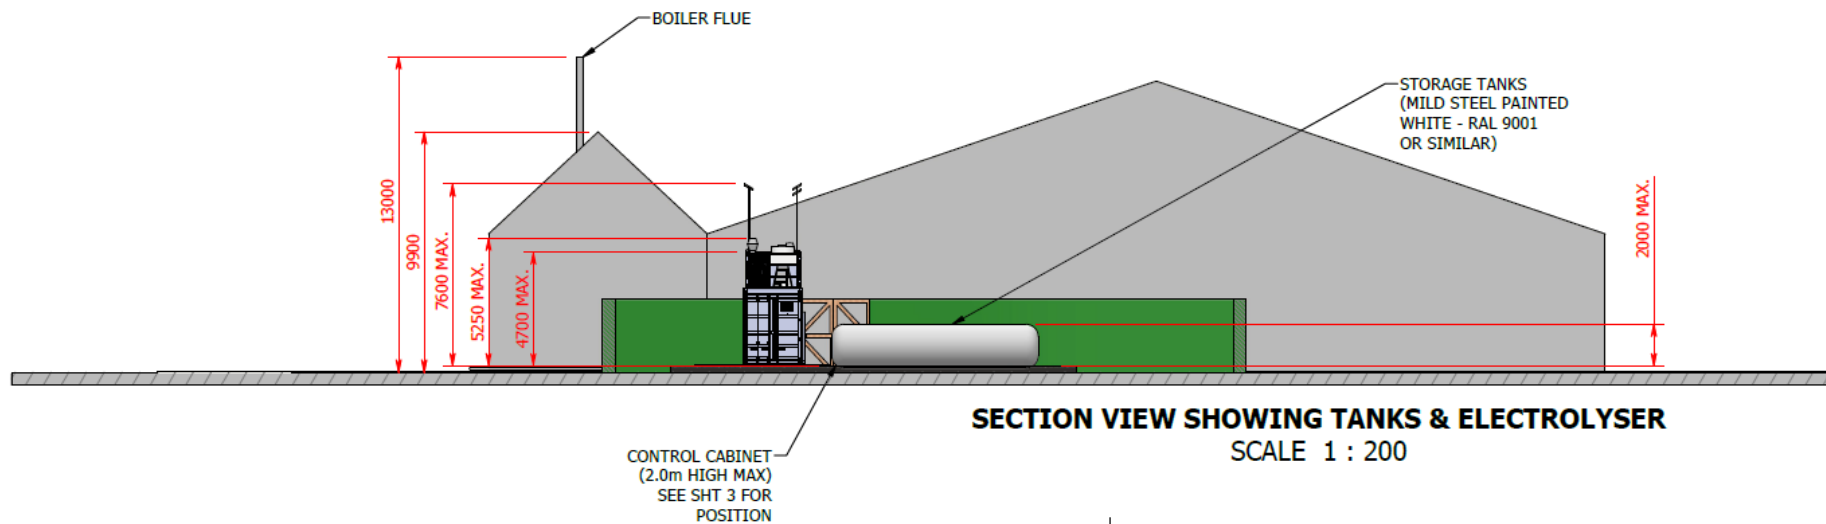 BOILER FLUE
STORAGE TANKS
(MILD STEEL PAINTED
WHITE - RAL 9001
OR SIMILAR)
13000
9900
7600 MAX.
5250 MAX.
4700 MAX.
2000 MAX.
SECTION VIEW SHOWING TANKS & ELECTROLYSER
SCALE 1 : 200
CONTROL CABINET
(2.0m HIGH MAX)
SEE SHT 3 FOR
POSITION